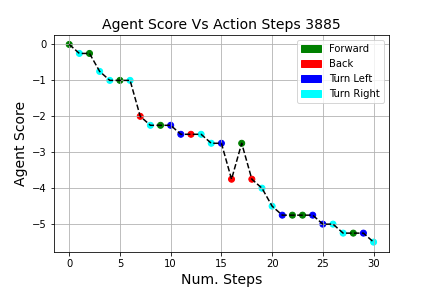 Agent Score Vs Action Steps 3885
Forward
Back
Turn Left
Turn Right
Agent Score
0
−1
−2
−3
−4
−5
0 5 10 15 20 25 30
Num. Steps